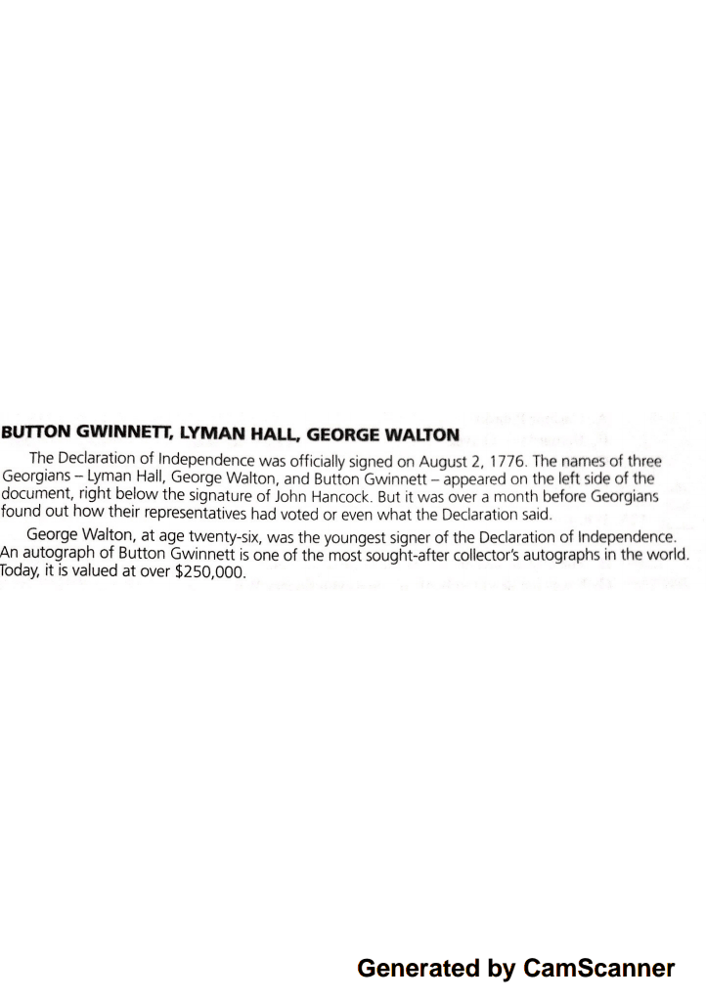 BUTTON GWINNETT, LYMAN HALL, GEORGE WALTON
The Declaration of Independence was officially signed on August 2, 1776. The names of three
Georgians – Lyman Hall, George Walton, and Button Gwinnett – appeared on the left side of the
document, right below the signature of John Hancock. But it was over a month before Georgians
found out how their representatives had voted or even what the Declaration said.
George Walton, at age twenty-six, was the youngest signer of the Declaration of Independence.
An autograph of Button Gwinnett is one of the most sought-after collector's autographs in the world.
Today, it is valued at over $250,000.
Generated by CamScanner